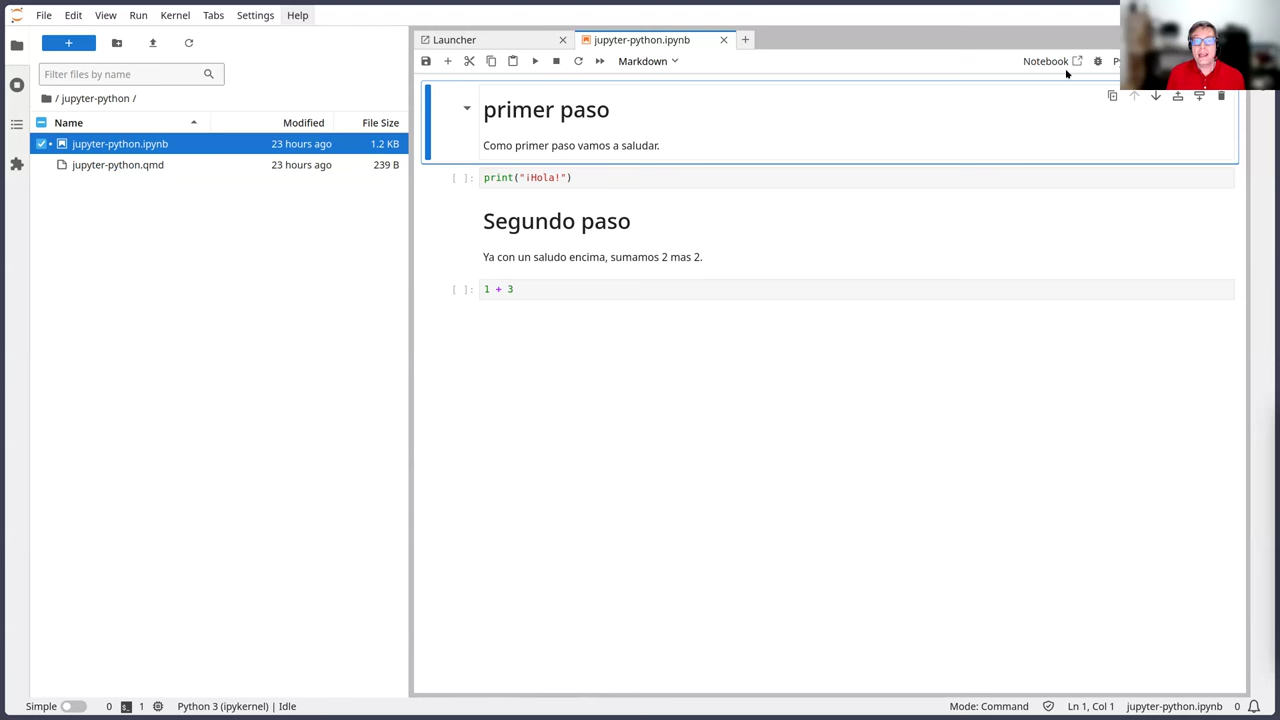 File Edit View Run Kernel Tabs Settings Help
Launcher
jupyter-python.ipynb
Markdown
Notebook
Filter files by name
/ jupyter-python /
Name Modified File Size
jupyter-python.ipynb 23 hours ago 1.2 KB
jupyter-python.qmd 23 hours ago 239 B
primer paso
Como primer paso vamos a saludar.
[ ]: print("¡Hola!")
Segundo paso
Ya con un saludo encima, sumamos 2 mas 2.
[ ]: 1 + 3
Simple 0 1 Python 3 (ipykernel) | Idle Mode: Command Ln 1, Col 1 jupyter-python.ipynb 0